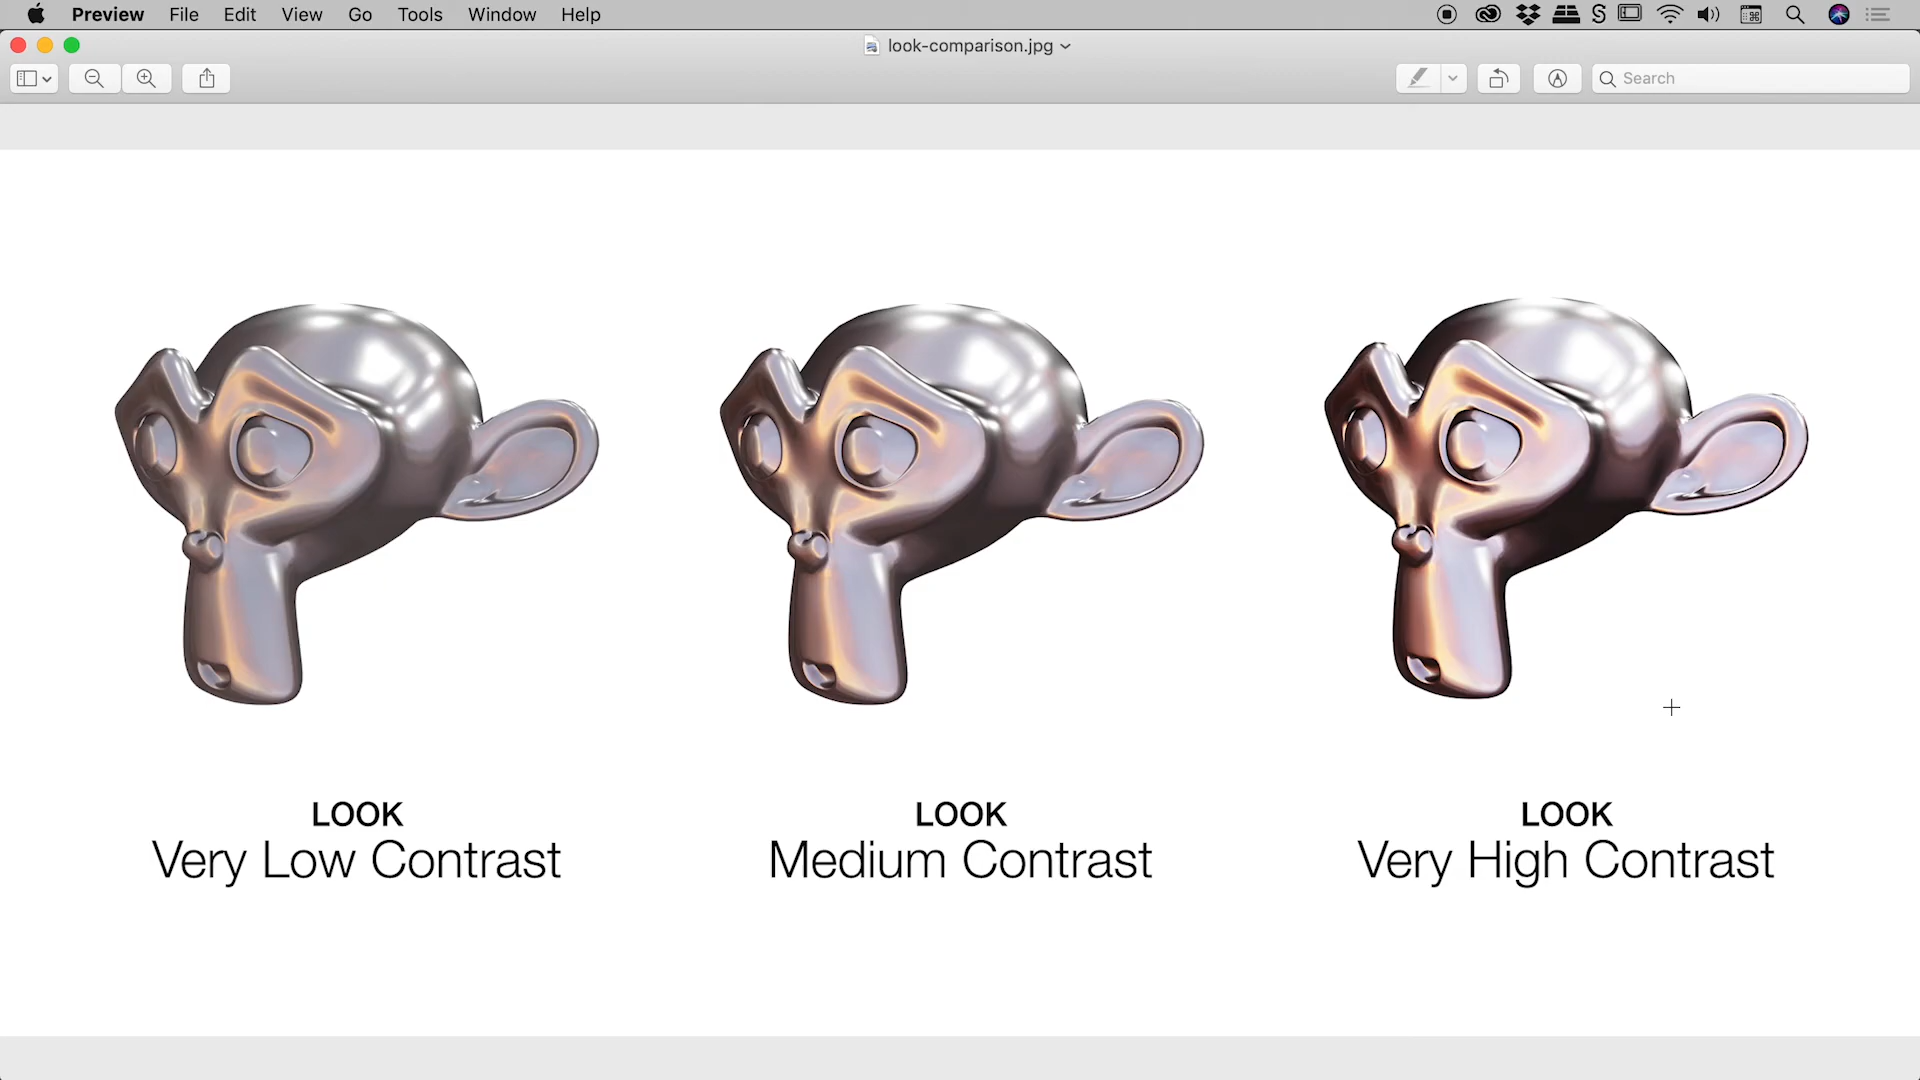 Preview File Edit View Go Tools Window Help
look-comparison.jpg
Search
LOOK
Very Low Contrast
LOOK
Medium Contrast
LOOK
Very High Contrast